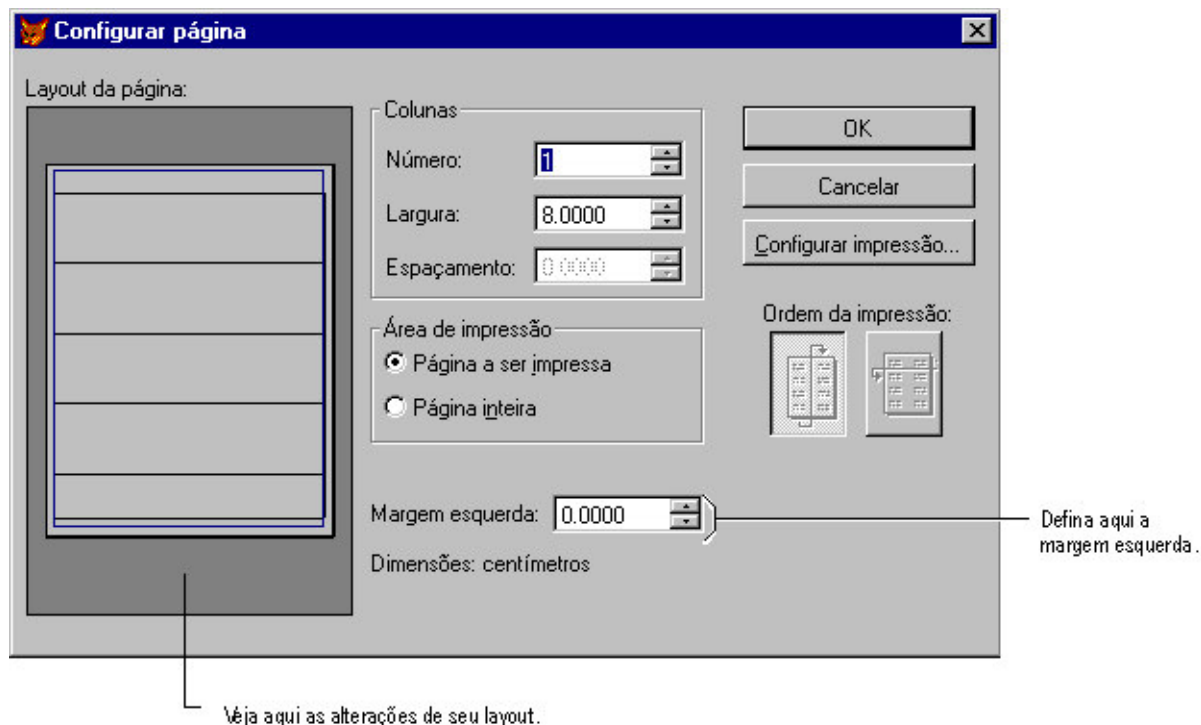 Configurar página
Layout da página:
Colunas
Número: 1
Largura: 8.0000
Espaçamento: 0.0000
Área de impressão
Página a ser impressa
Página inteira
Margem esquerda: 0.0000
Dimensões: centímetros
OK
Cancelar
Configurar impressão...
Ordem da impressão:
Defina aqui a
margem esquerda.
Veja aqui as alterações de seu layout.